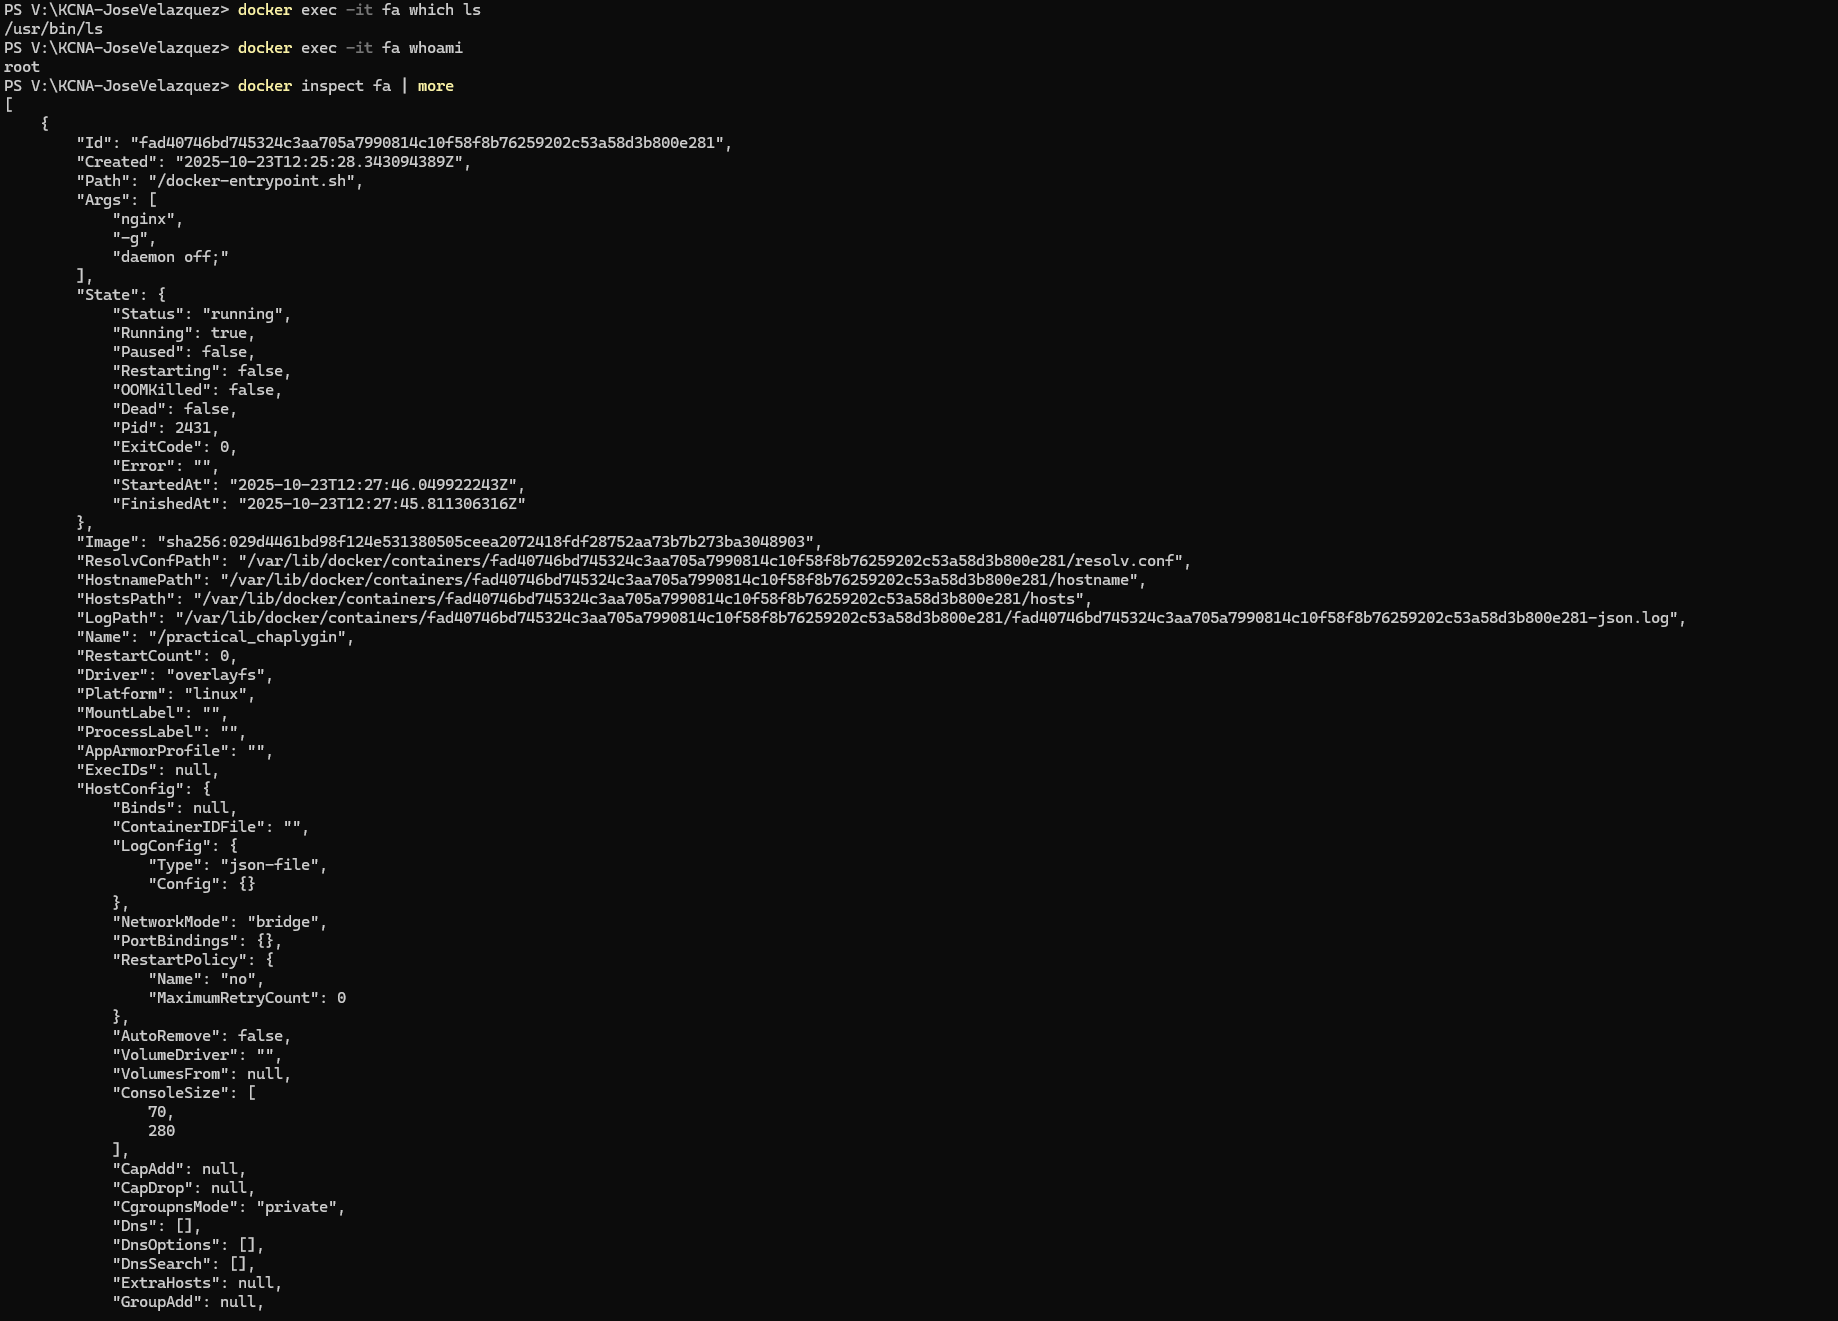 PS V:\KCNA-JoseVelazquez> docker exec -it fa which ls
/usr/bin/ls
PS V:\KCNA-JoseVelazquez> docker exec -it fa whoami
root
PS V:\KCNA-JoseVelazquez> docker inspect fa | more
[
    {
        "Id": "fad40746bd745324c3aa705a7990814c10f58f8b76259202c53a58d3b800e281",
        "Created": "2025-10-23T12:25:28.343094389Z",
        "Path": "/docker-entrypoint.sh",
        "Args": [
            "nginx",
            "-g",
            "daemon off;"
        ],
        "State": {
            "Status": "running",
            "Running": true,
            "Paused": false,
            "Restarting": false,
            "OOMKilled": false,
            "Dead": false,
            "Pid": 2431,
            "ExitCode": 0,
            "Error": "",
            "StartedAt": "2025-10-23T12:27:46.049922243Z",
            "FinishedAt": "2025-10-23T12:27:45.811306316Z"
        },
        "Image": "sha256:029d4461bd98f124e531380505ceea2072418fdf28752aa73b7b273ba3048903",
        "ResolvConfPath": "/var/lib/docker/containers/fad40746bd745324c3aa705a7990814c10f58f8b76259202c53a58d3b800e281/resolv.conf",
        "HostnamePath": "/var/lib/docker/containers/fad40746bd745324c3aa705a7990814c10f58f8b76259202c53a58d3b800e281/hostname",
        "HostsPath": "/var/lib/docker/containers/fad40746bd745324c3aa705a7990814c10f58f8b76259202c53a58d3b800e281/hosts",
        "LogPath": "/var/lib/docker/containers/fad40746bd745324c3aa705a7990814c10f58f8b76259202c53a58d3b800e281/fad40746bd745324c3aa705a7990814c10f58f8b76259202c53a58d3b800e281-json.log",
        "Name": "/practical_chaplygin",
        "RestartCount": 0,
        "Driver": "overlayfs",
        "Platform": "linux",
        "MountLabel": "",
        "ProcessLabel": "",
        "AppArmorProfile": "",
        "ExecIDs": null,
        "HostConfig": {
            "Binds": null,
            "ContainerIDFile": "",
            "LogConfig": {
                "Type": "json-file",
                "Config": {}
            },
            "NetworkMode": "bridge",
            "PortBindings": {},
            "RestartPolicy": {
                "Name": "no",
                "MaximumRetryCount": 0
            },
            "AutoRemove": false,
            "VolumeDriver": "",
            "VolumesFrom": null,
            "ConsoleSize": [
                70,
                280
            ],
            "CapAdd": null,
            "CapDrop": null,
            "CgroupnsMode": "private",
            "Dns": [],
            "DnsOptions": [],
            "DnsSearch": [],
            "ExtraHosts": null,
            "GroupAdd": null,